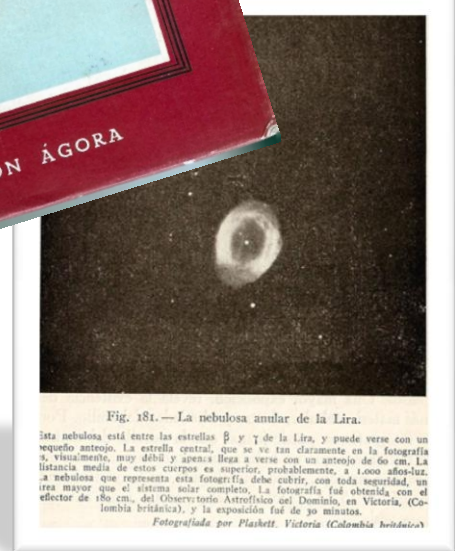 ÓN ÁGORA
Fig. 181.—La nebulosa anular de la Lira.
Esta nebulosa está entre las estrellas β y γ de la Lira, y puede verse con un
pequeño anteojo. La estrella central, que se ve tan claramente en la fotografía
s, visualmente, muy débil y apenas llega a verse con un anteojo de 60 cm. La
distancia media de estos cuerpos es superior, probablemente, a 1.000 años-luz.
La nebulosa que representa esta fotografía debe cubrir, con toda seguridad, un
área mayor que el sistema solar completo. La fotografía fué obtenida con el
reflector de 180 cm., del Observatorio Astrofísico del Dominio, en Victoria, (Co-
lombia británica), y la exposición fué de 30 minutos.
Fotografiada por Plaskett. Victoria (Colombia británica)